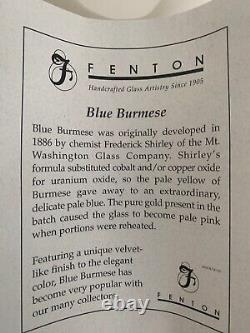 FENTON
Handcrafted Glass Artistry Since 1905
Blue Burmese
Blue Burmese was originally developed in
1886 by chemist Frederick Shirley of the Mt.
Washington Glass Company. Shirley's
formula substituted cobalt and/or copper oxide
for uranium oxide, so the pale yellow of
Burmese gave away to an extraordinary,
delicate pale blue. The pure gold present in the
batch caused the glass to become pale pink
when portions were reheated.
Featuring a unique velvet-
like finish to the elegant
color, Blue Burmese has
become very popular with
our many collectors.
FENTON